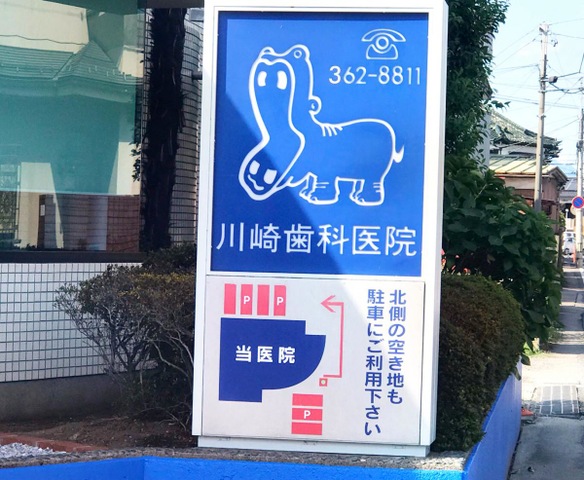 362-8811
川崎歯科医院
P P P
当医院
P
北側の空き地も
駐車にご利用下さい